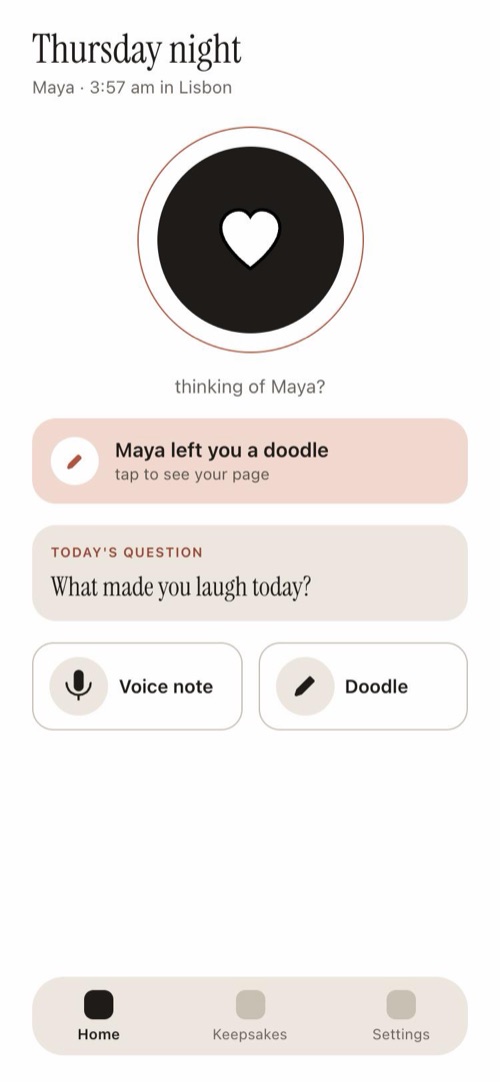 Thursday night
Maya · 3:57 am in Lisbon
thinking of Maya?
Maya left you a doodle
tap to see your page
TODAY'S QUESTION
What made you laugh today?
Voice note
Doodle
Home
Keepsakes
Settings